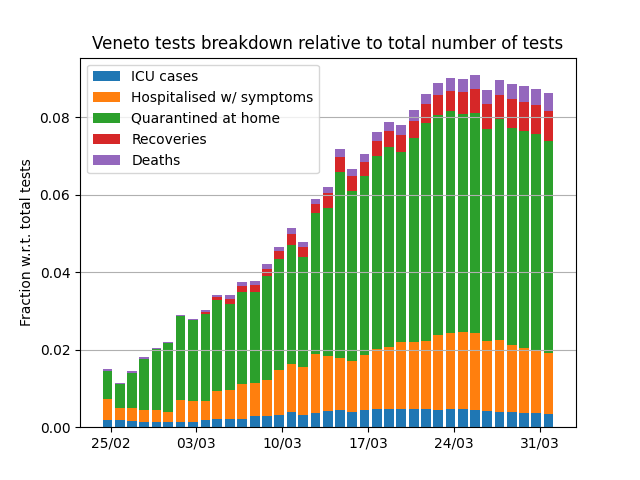 Veneto tests breakdown relative to total number of tests
ICU cases
Hospitalised w/ symptoms
Quarantined at home
Recoveries
Deaths
Fraction w.r.t. total tests
0.08
0.06
0.04
0.02
0.00
25/02 03/03 10/03 17/03 24/03 31/03